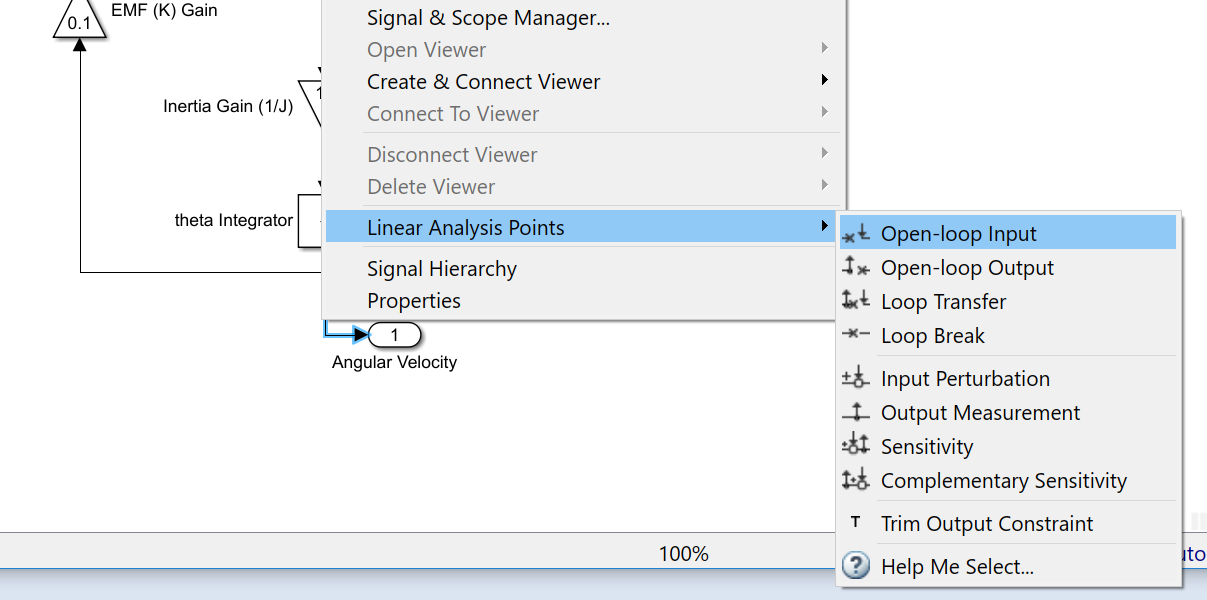 EMF (K) Gain
0.1
Inertia Gain (1/J)
theta Integrator
1
Angular Velocity
Signal & Scope Manager...
Open Viewer
Create & Connect Viewer
Connect To Viewer
Disconnect Viewer
Delete Viewer
Linear Analysis Points
Signal Hierarchy
Properties
Open-loop Input
Open-loop Output
Loop Transfer
Loop Break
Input Perturbation
Output Measurement
Sensitivity
Complementary Sensitivity
T Trim Output Constraint
? Help Me Select...
100%